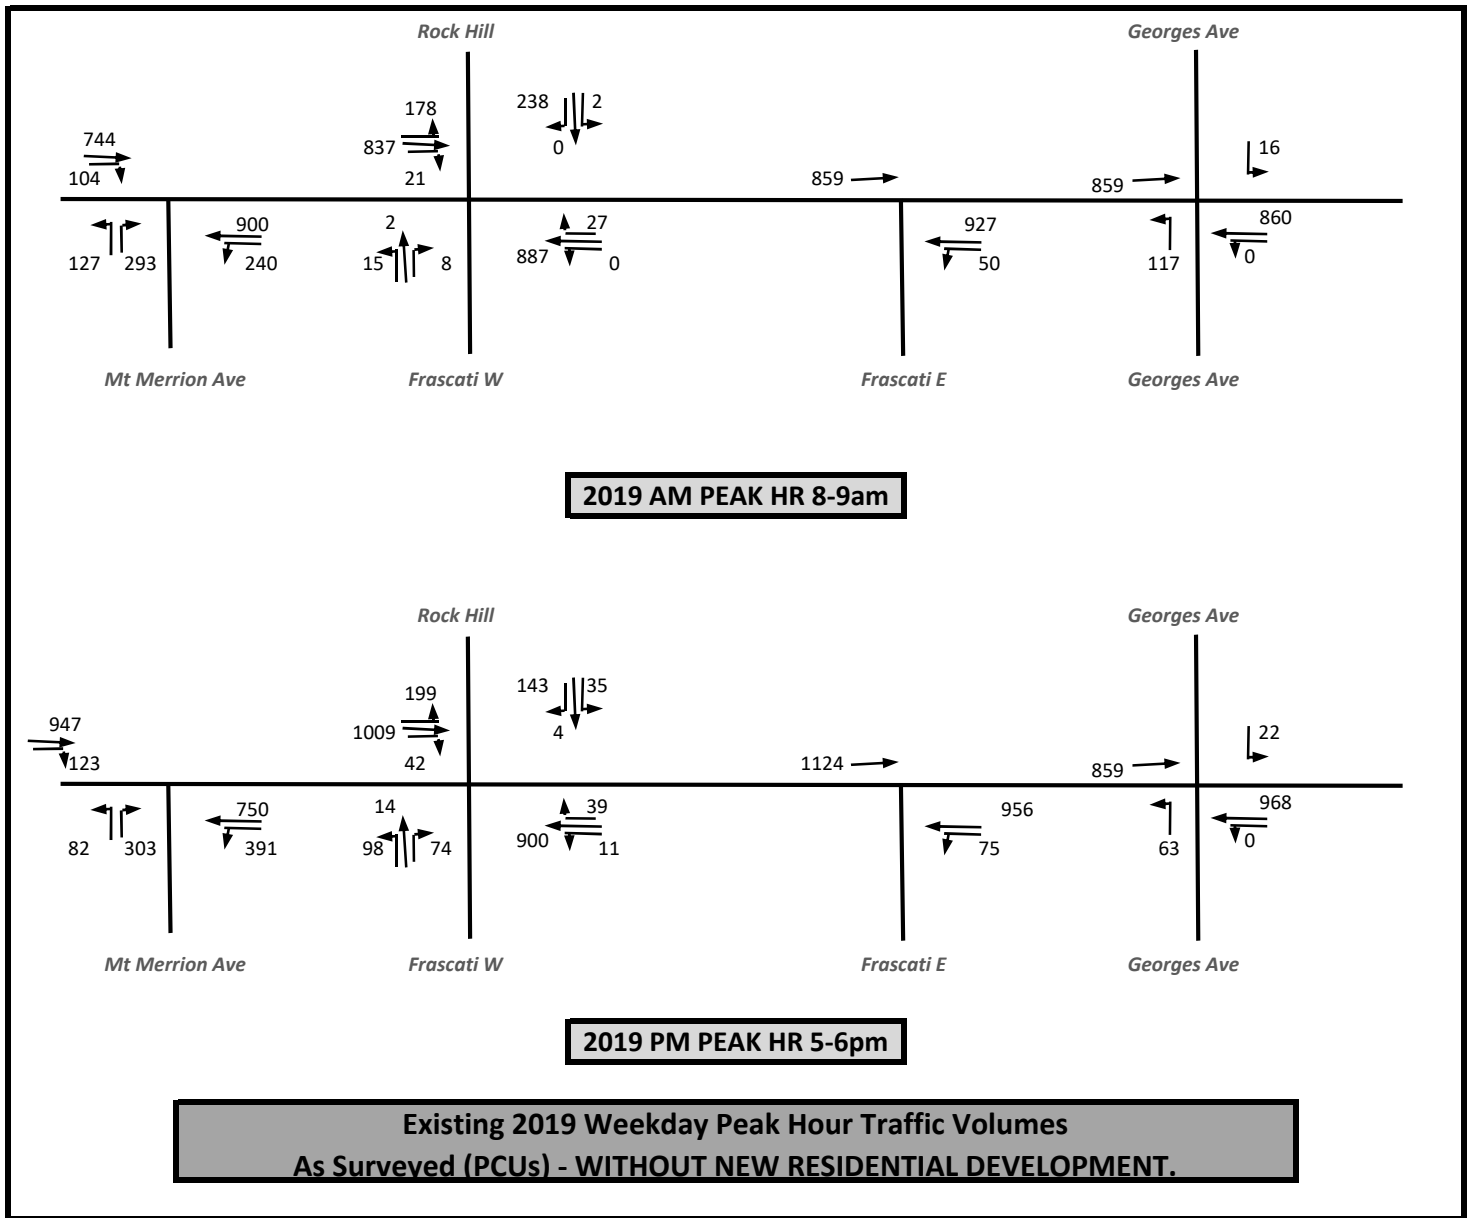 Rock Hill Georges Ave
178 238 2
744 837 0 16
104 21 859 859
2 27 860
900 927
127 293 240 15 8 887 0 50 117 0
Mt Merrion Ave Frascati W Frascati E Georges Ave
2019 AM PEAK HR 8-9am
Rock Hill Georges Ave
199 143 35
947 1009 4 22
123 42 1124 859
14 39 968
750 956
82 303 391 98 74 900 11 75 63 0
Mt Merrion Ave Frascati W Frascati E Georges Ave
2019 PM PEAK HR 5-6pm
Existing 2019 Weekday Peak Hour Traffic Volumes
As Surveyed (PCUs) - WITHOUT NEW RESIDENTIAL DEVELOPMENT.